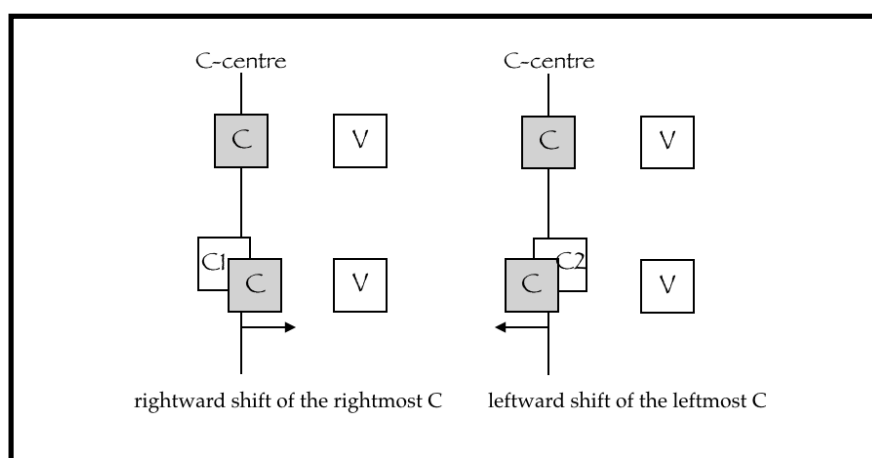 C-centre C-centre
C V C V
C1 C2
C V C V
rightward shift of the rightmost C leftward shift of the leftmost C